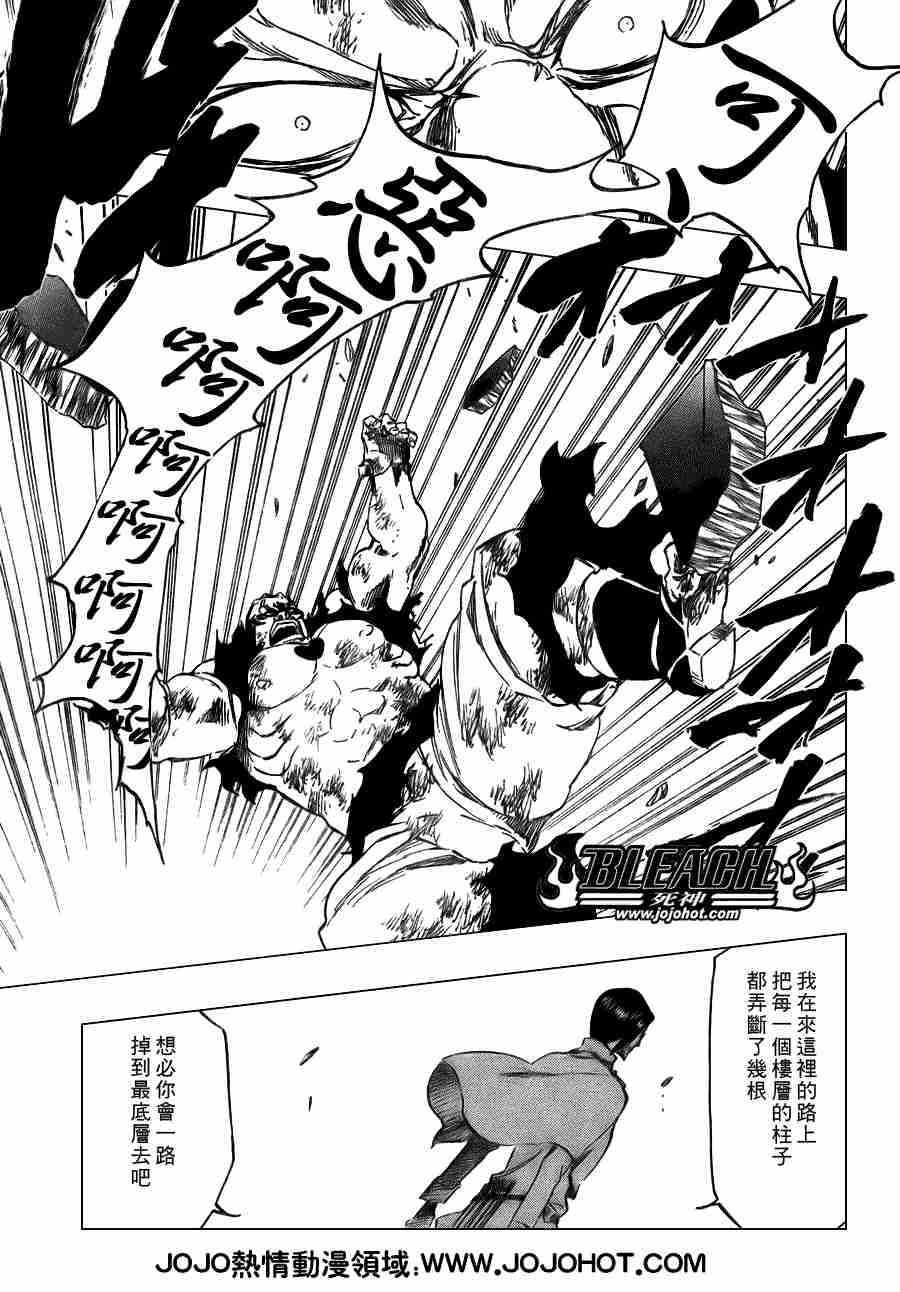 可
惡
啊
啊
啊
啊
啊
啊
オオオオオオオ
BLEACH
死神
www.jojohot.com
我在來這裡的路上
把每一個樓層的柱子
都弄斷了幾根
想必你會一路
掉到最底層去吧
JOJO熱情動漫領域:WWW.JOJOHOT.COM